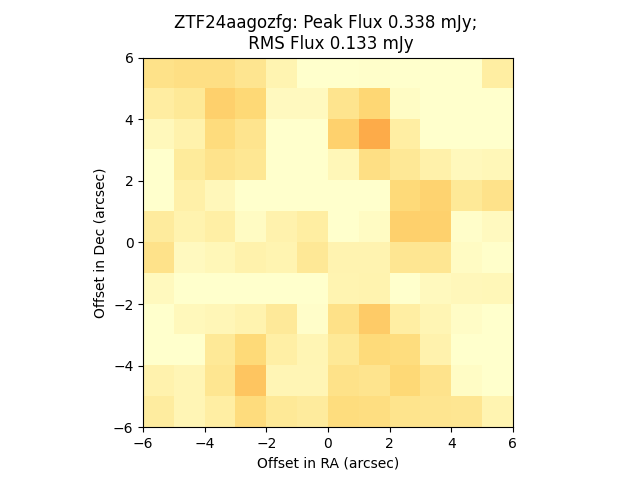 ZTF24aagozfg: Peak Flux 0.338 mJy;
RMS Flux 0.133 mJy
6
4
2
0
−2
−4
−6
Offset in Dec (arcsec)
−6 −4 −2 0 2 4 6
Offset in RA (arcsec)